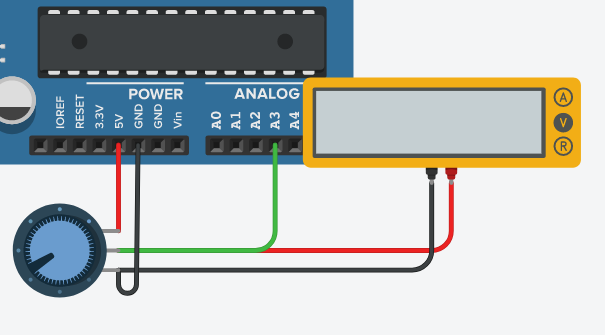 POWER
ANALOG
IOREF
RESET
3.3V
5V
GND
GND
Vin
A0
A1
A2
A3
A4
A
V
R